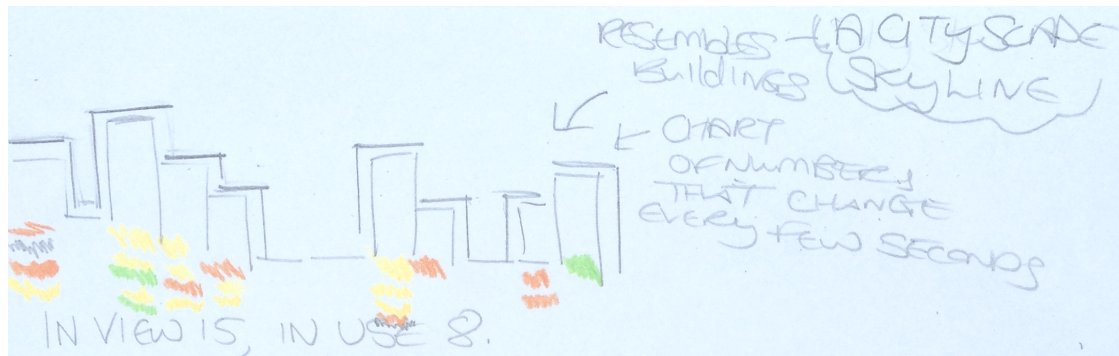 RESEMBLES A CITYSCAPE
BUILDINGS (SKYLINE)
CHART
OF NUMBERS
THAT CHANGE
EVERY FEW SECONDS
IN VIEW 15, IN USE 8.